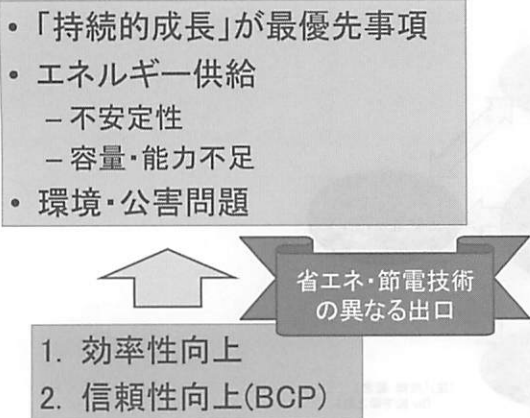 • 「持続的成長」が最優先事項
• エネルギー供給
– 不安定性
– 容量・能力不足
• 環境・公害問題
省エネ・節電技術
の異なる出口
1. 効率性向上
2. 信頼性向上(BCP)